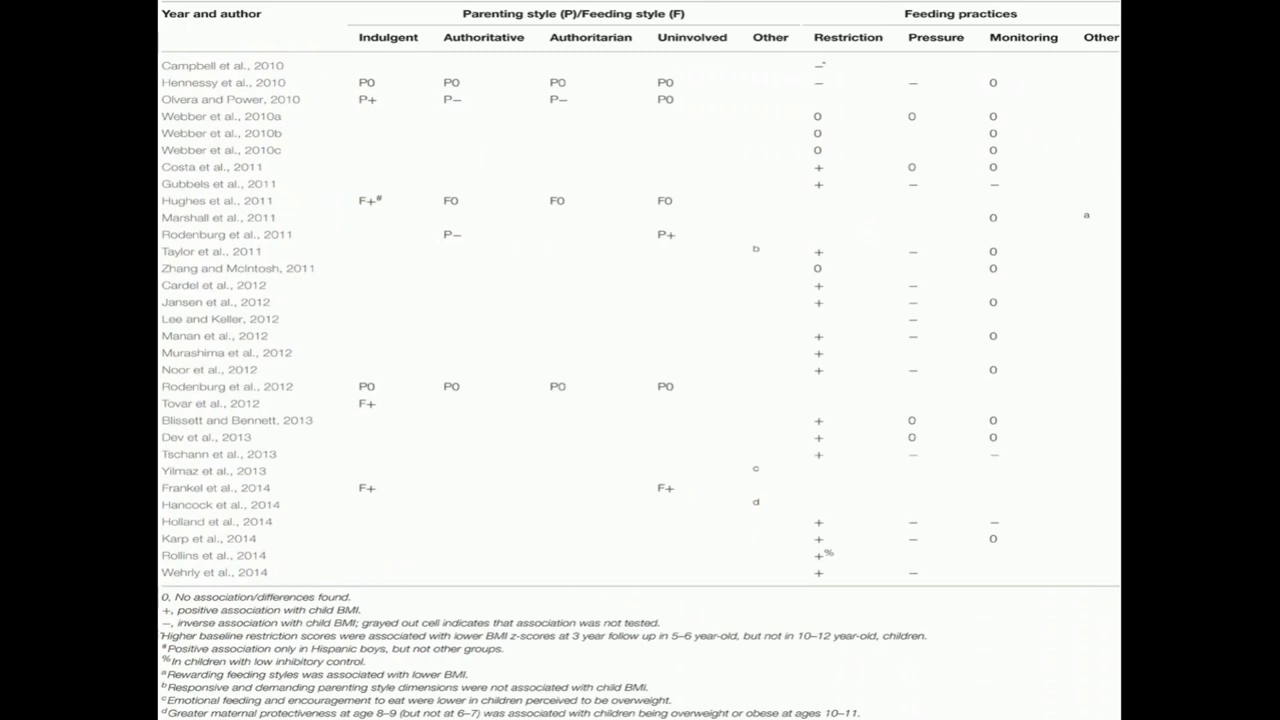 Year and author Parenting style (P)/Feeding style (F) Feeding practices
Indulgent Authoritative Authoritarian Uninvolved Other Restriction Pressure Monitoring Other
Campbell et al., 2010 –*
Hennessy et al., 2010 P0 P0 P0 P0 – – 0
Olvera and Power, 2010 P+ P– P– P0
Webber et al., 2010a 0 0 0
Webber et al., 2010b 0 0
Webber et al., 2010c 0 0
Costa et al., 2011 + 0 0
Gubbels et al., 2011 + – –
Hughes et al., 2011 F+# F0 F0 F0
Marshall et al., 2011 0 a
Rodenburg et al., 2011 P– P+
Taylor et al., 2011 b + – 0
Zhang and McIntosh, 2011 0 0
Cardel et al., 2012 + –
Jansen et al., 2012 + – 0
Lee and Keller, 2012 –
Manan et al., 2012 + – 0
Murashima et al., 2012 +
Noor et al., 2012 + – 0
Rodenburg et al., 2012 P0 P0 P0 P0
Tovar et al., 2012 F+
Blissett and Bennett, 2013 + 0 0
Dev et al., 2013 + 0 0
Tschann et al., 2013 + – –
Yilmaz et al., 2013 c
Frankel et al., 2014 F+ F+
Hancock et al., 2014 d
Holland et al., 2014 + – –
Karp et al., 2014 + – 0
Rollins et al., 2014 +%
Wehrly et al., 2014 + –
0, No association/differences found.
+, positive association with child BMI.
–, inverse association with child BMI; grayed out cell indicates that association was not tested.
*Higher baseline restriction scores were associated with lower BMI z-scores at 3 year follow up in 5–6 year-old, but not in 10–12 year-old, children.
#Positive association only in Hispanic boys, but not other groups.
%In children with low inhibitory control.
aRewarding feeding styles was associated with lower BMI.
bResponsive and demanding parenting style dimensions were not associated with child BMI.
cEmotional feeding and encouragement to eat were lower in children perceived to be overweight.
dGreater maternal protectiveness at age 8–9 (but not at 6–7) was associated with children being overweight or obese at ages 10–11.